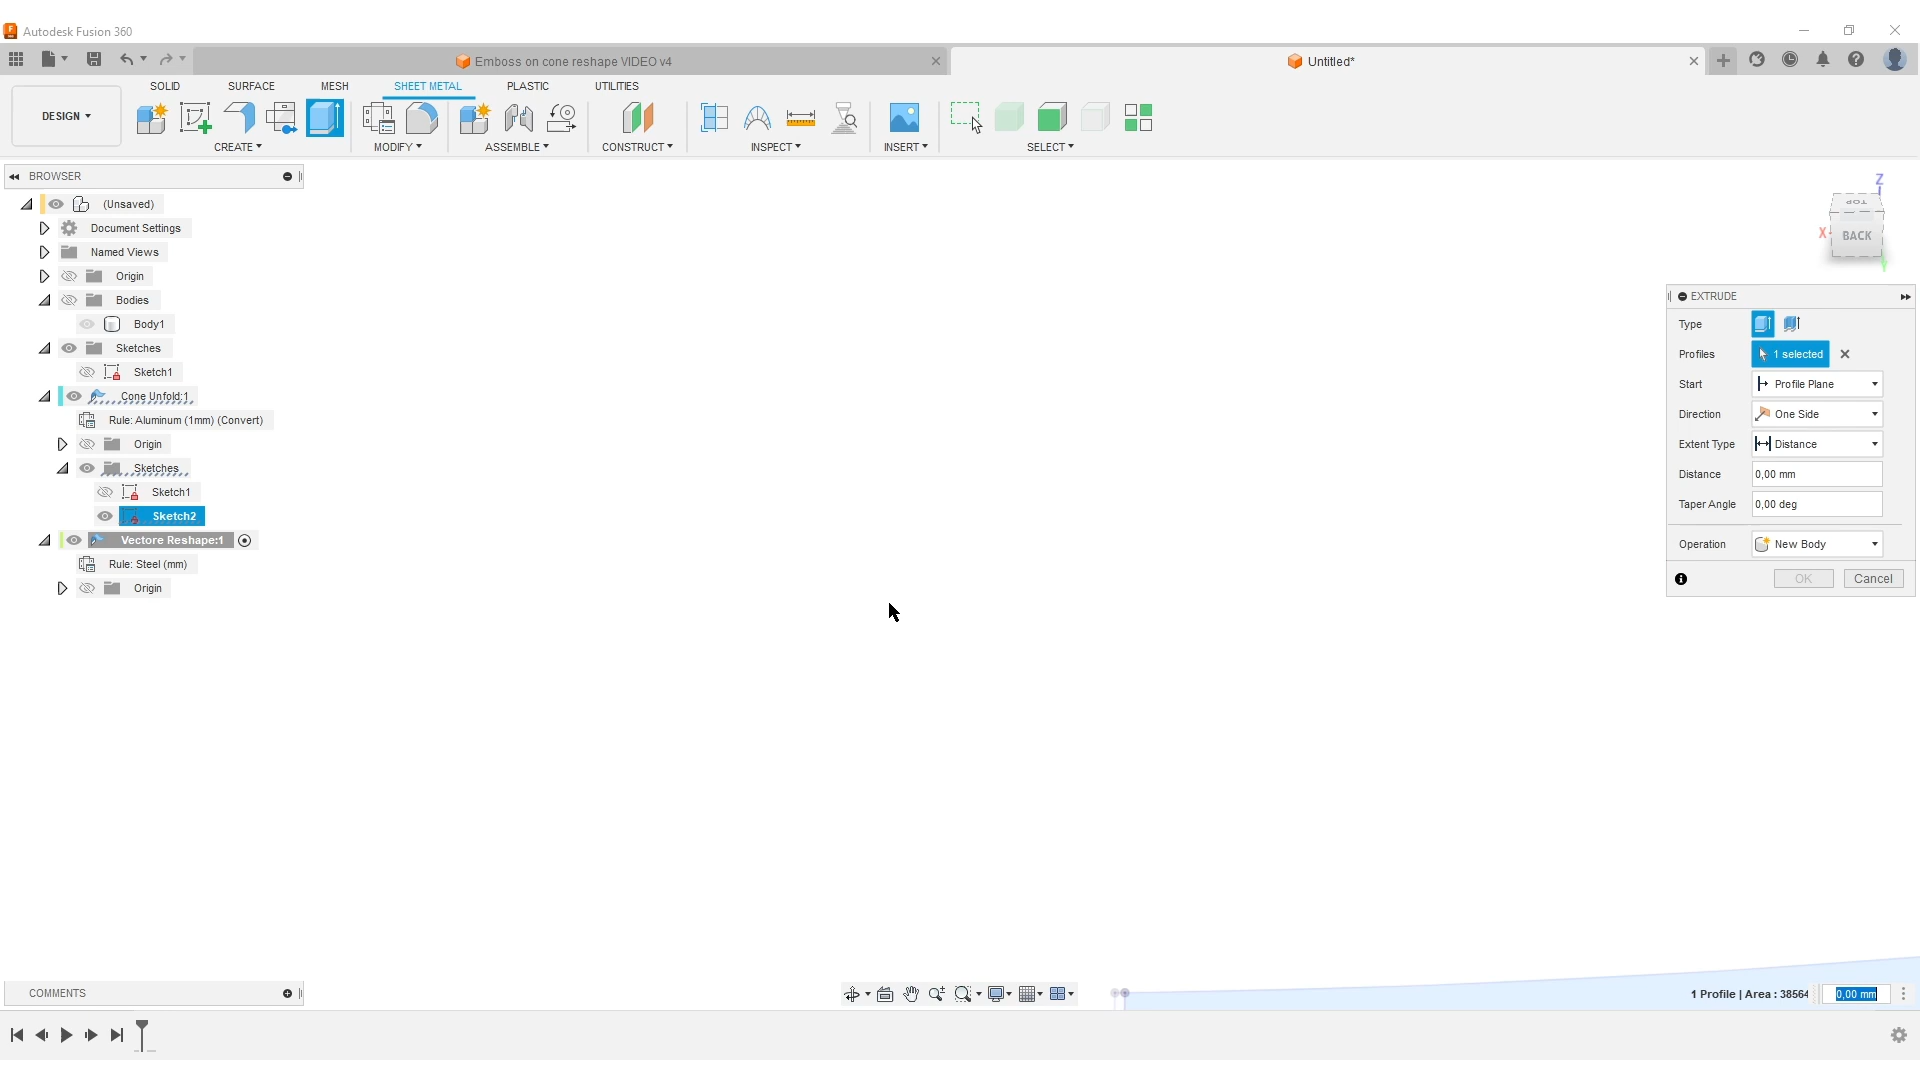 Autodesk Fusion 360
Emboss on cone reshape VIDEO v4
Untitled*
SOLID SURFACE MESH SHEET METAL PLASTIC UTILITIES
DESIGN
CREATE MODIFY ASSEMBLE CONSTRUCT INSPECT INSERT SELECT
BROWSER
(Unsaved)
Document Settings
Named Views
Origin
Bodies
Body1
Sketches
Sketch1
Cone Unfold:1
Rule: Aluminum (1mm) (Convert)
Origin
Sketches
Sketch1
Sketch2
Vectore Reshape:1
Rule: Steel (mm)
Origin
Z
TOP
X
BACK
Y
EXTRUDE
Type
Profiles 1 selected
Start Profile Plane
Direction One Side
Extent Type Distance
Distance 0,00 mm
Taper Angle 0,00 deg
Operation New Body
OK Cancel
COMMENTS
1 Profile | Area : 38564
0,00 mm